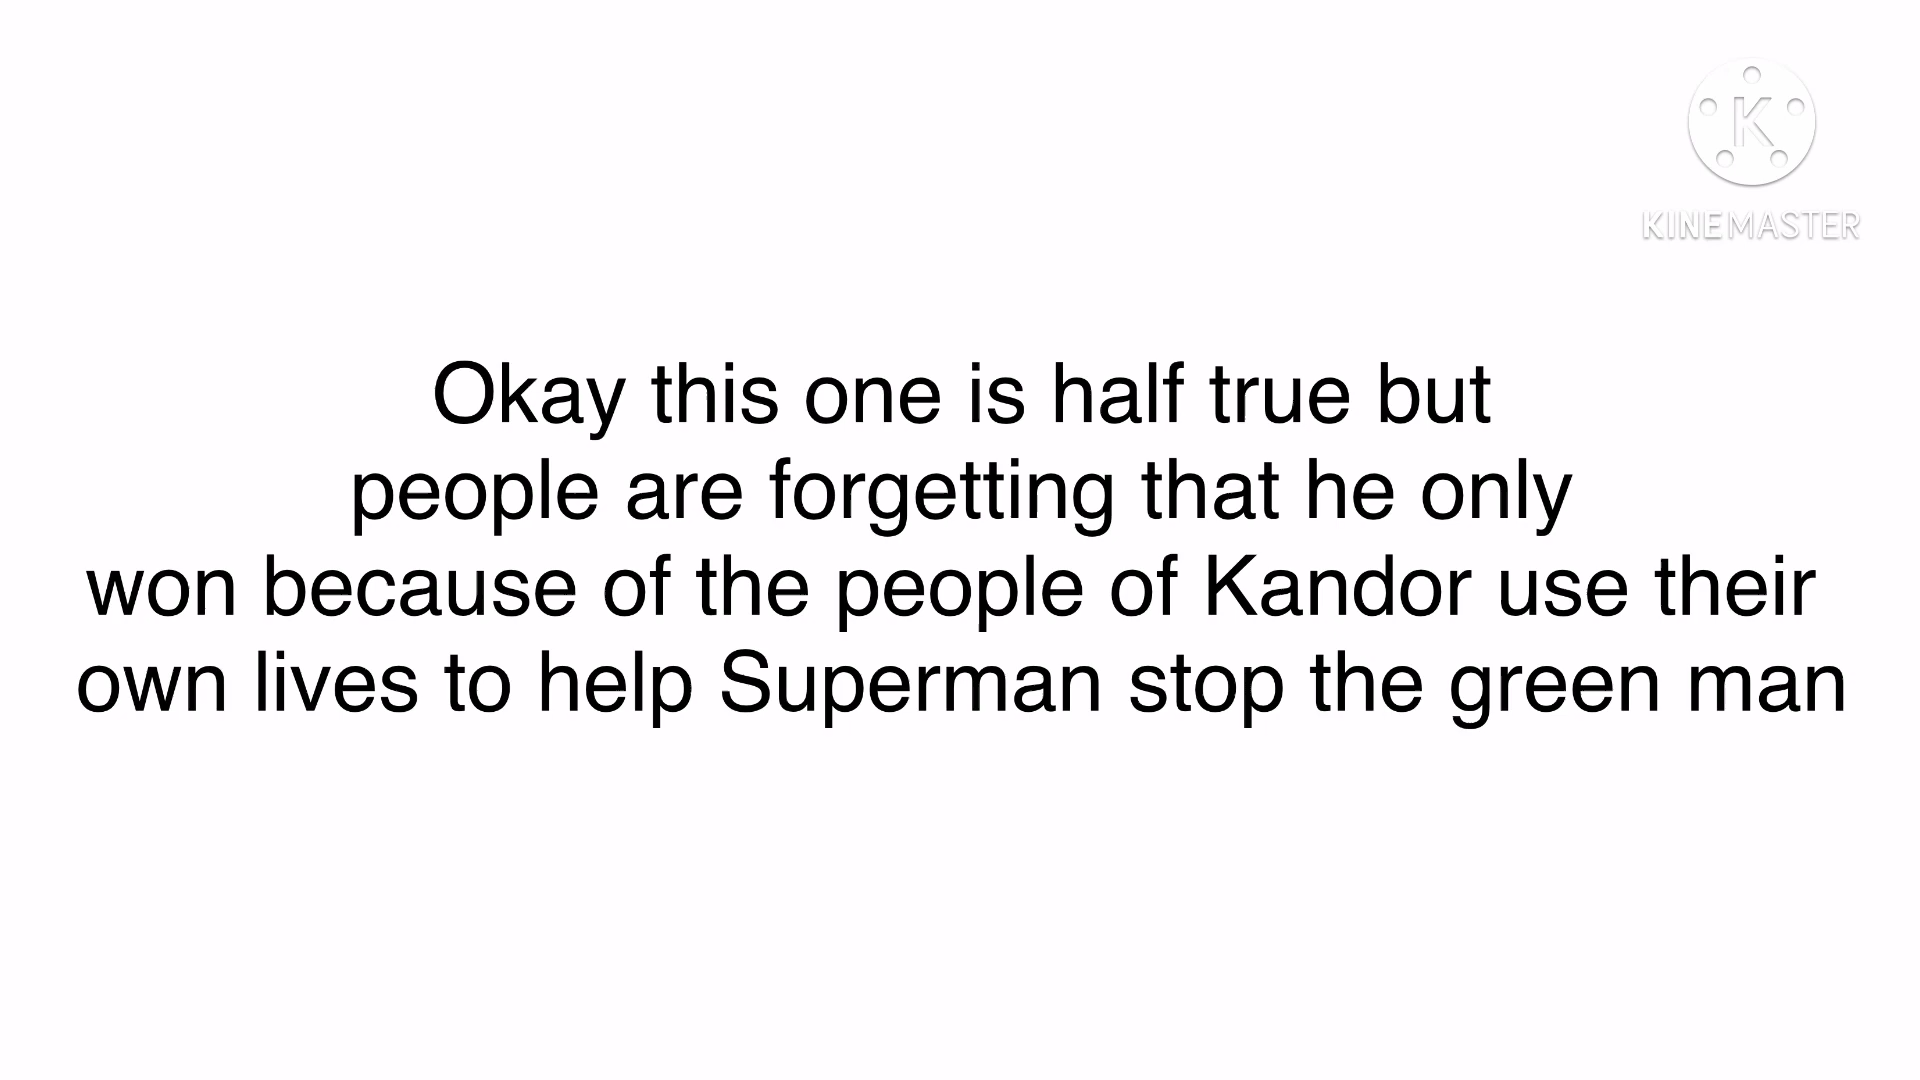 K
KINEMASTER
Okay this one is half true but
people are forgetting that he only
won because of the people of Kandor use their
own lives to help Superman stop the green man